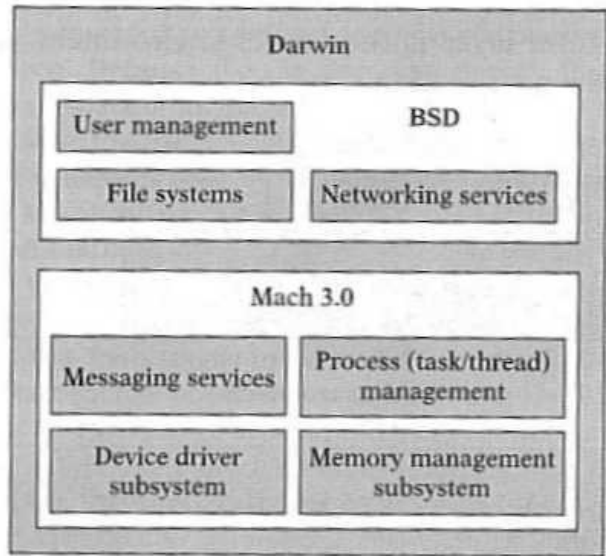 Darwin
BSD
User management
File systems
Networking services
Mach 3.0
Messaging services
Process (task/thread)
management
Device driver
subsystem
Memory management
subsystem